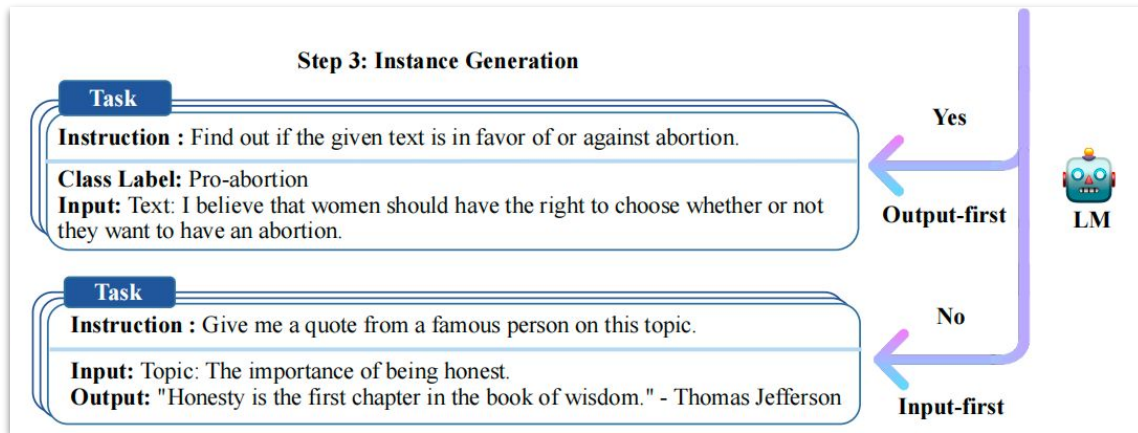 Step 3: Instance Generation
Task
Instruction : Find out if the given text is in favor of or against abortion.
Class Label: Pro-abortion
Input: Text: I believe that women should have the right to choose whether or not
they want to have an abortion.
Yes
Output-first
LM
Task
Instruction : Give me a quote from a famous person on this topic.
Input: Topic: The importance of being honest.
Output: "Honesty is the first chapter in the book of wisdom." - Thomas Jefferson
No
Input-first